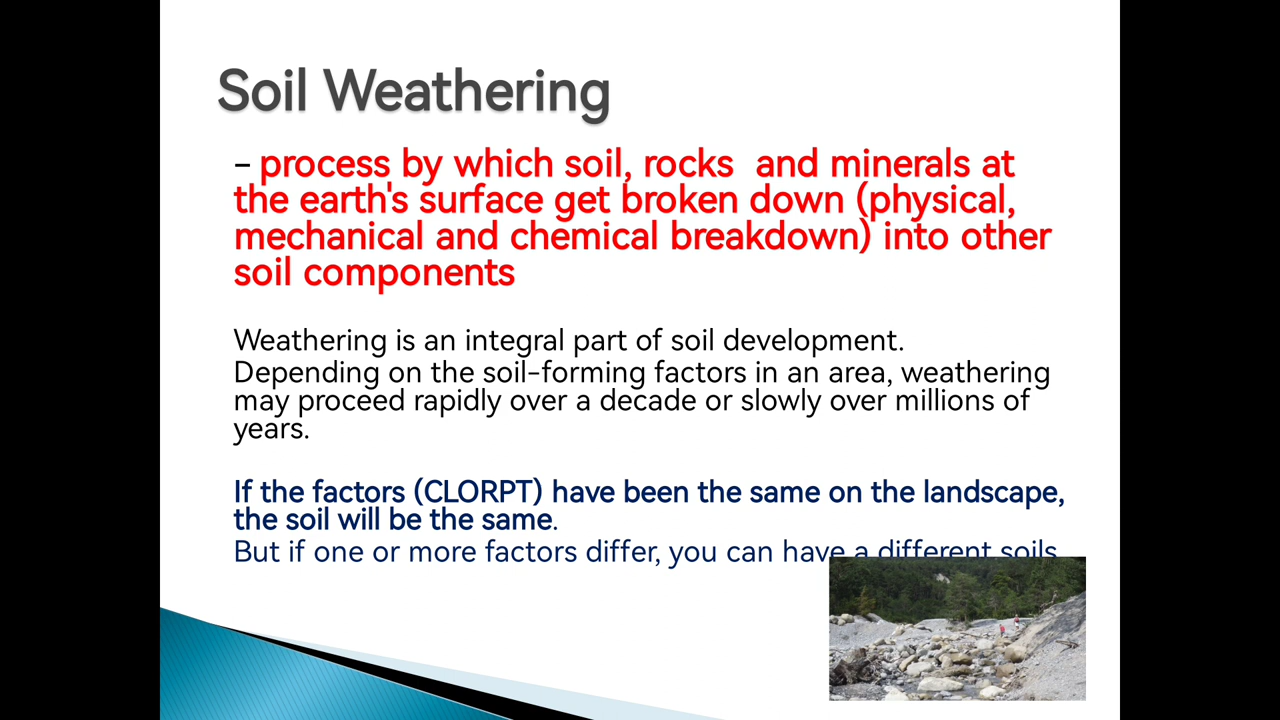 Soil Weathering
- process by which soil, rocks and minerals at
the earth's surface get broken down (physical,
mechanical and chemical breakdown) into other
soil components
Weathering is an integral part of soil development.
Depending on the soil-forming factors in an area, weathering
may proceed rapidly over a decade or slowly over millions of
years.
If the factors (CLORPT) have been the same on the landscape,
the soil will be the same.
But if one or more factors differ, you can have a different soils